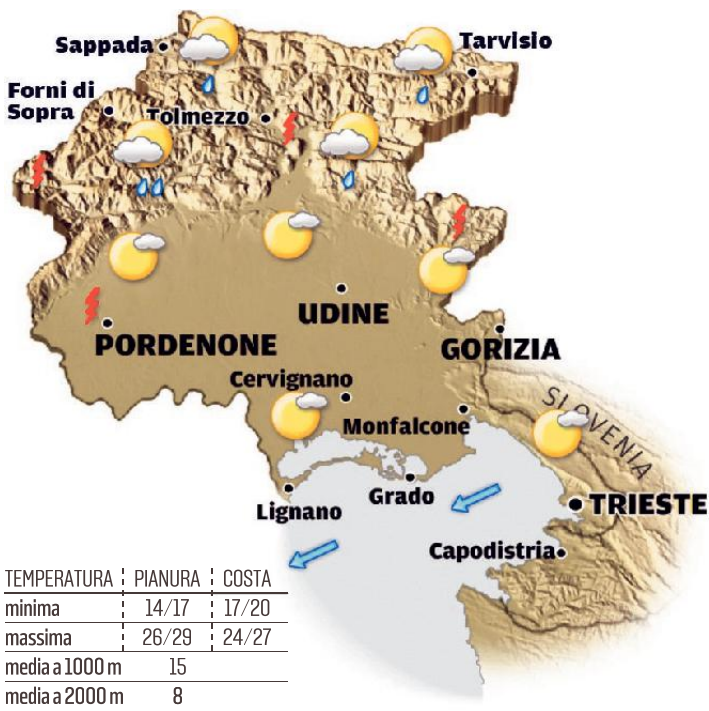 Sappada
Tarvisio
Forni di
Sopra
Tolmezzo
UDINE
PORDENONE
GORIZIA
Cervignano
SLOVENIA
Monfalcone
Grado
Lignano
TRIESTE
Capodistria
TEMPERATURA PIANURA COSTA
minima 14/17 17/20
massima 26/29 24/27
media a 1000 m 15
media a 2000 m 8